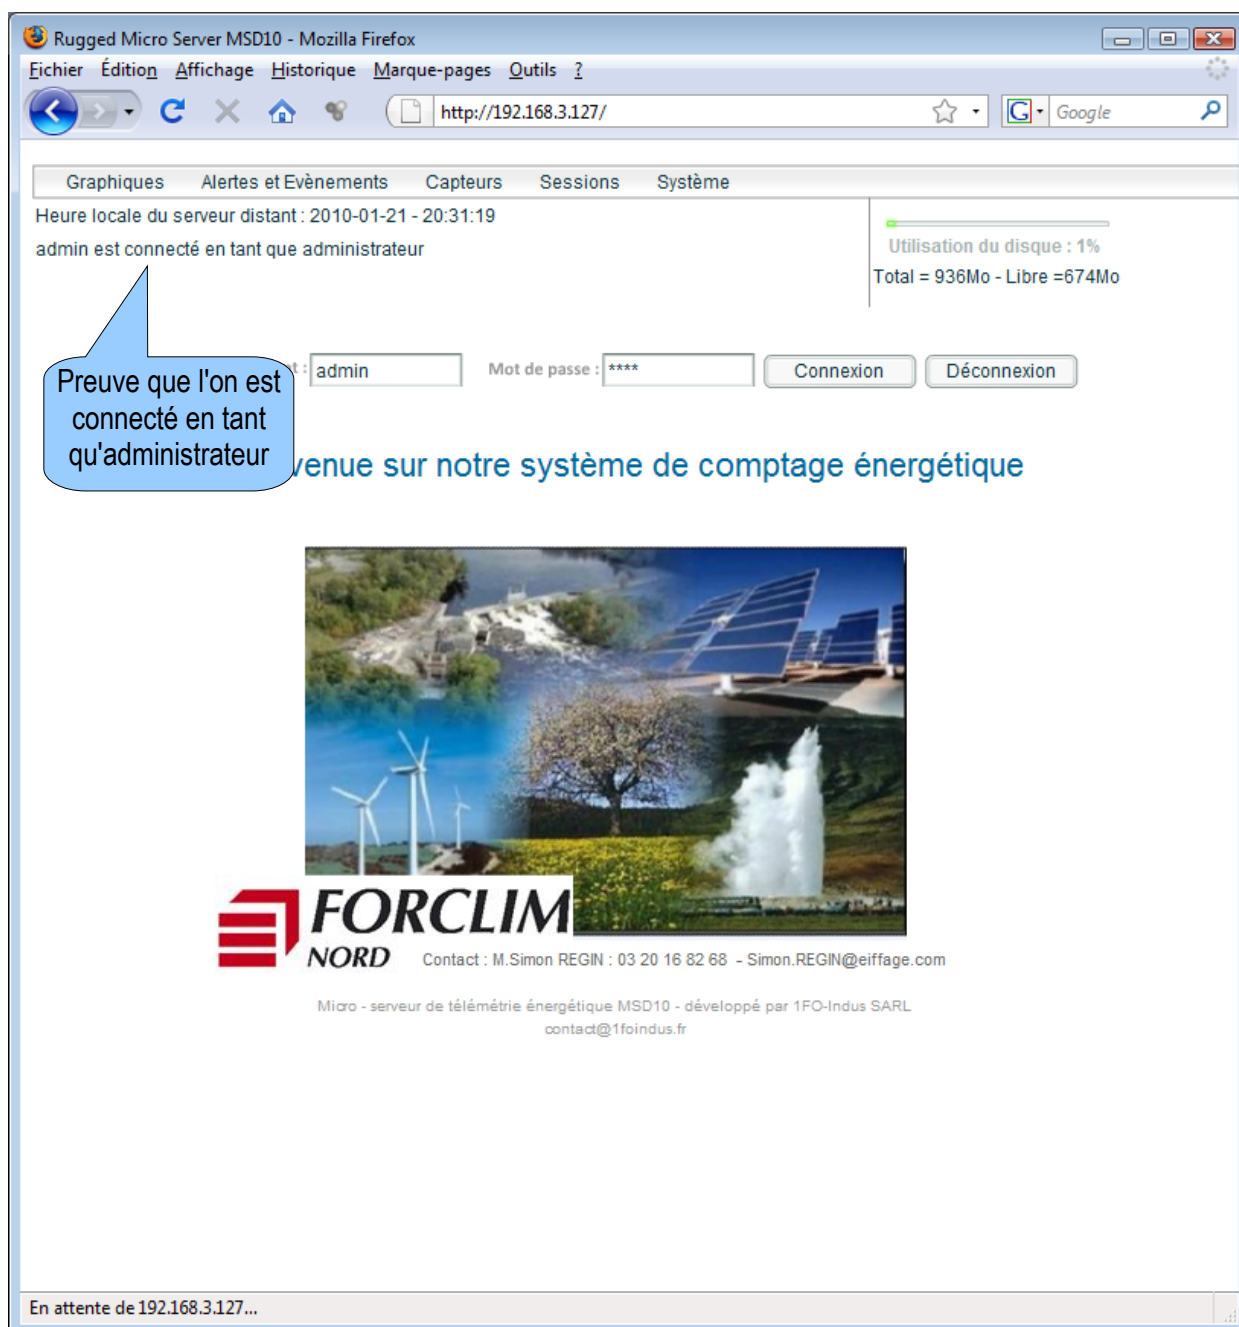 Rugged Micro Server MSD10 - Mozilla Firefox
Fichier Édition Affichage Historique Marque-pages Outils ?
http://192.168.3.127/
G Google
Graphiques Alertes et Evènements Capteurs Sessions Système
Heure locale du serveur distant : 2010-01-21 - 20:31:19
admin est connecté en tant que administrateur
Utilisation du disque : 1%
Total = 936Mo - Libre =674Mo
Preuve que l'on est
connecté en tant
qu'administrateur
t : admin Mot de passe : **** Connexion Déconnexion
venue sur notre système de comptage énergétique
FORCLIM
NORD
Contact : M.Simon REGIN : 03 20 16 82 68 - Simon.REGIN@eiffage.com
Micro - serveur de télémétrie énergétique MSD10 - développé par 1FO-Indus SARL
contact@1foindus.fr
En attente de 192.168.3.127...